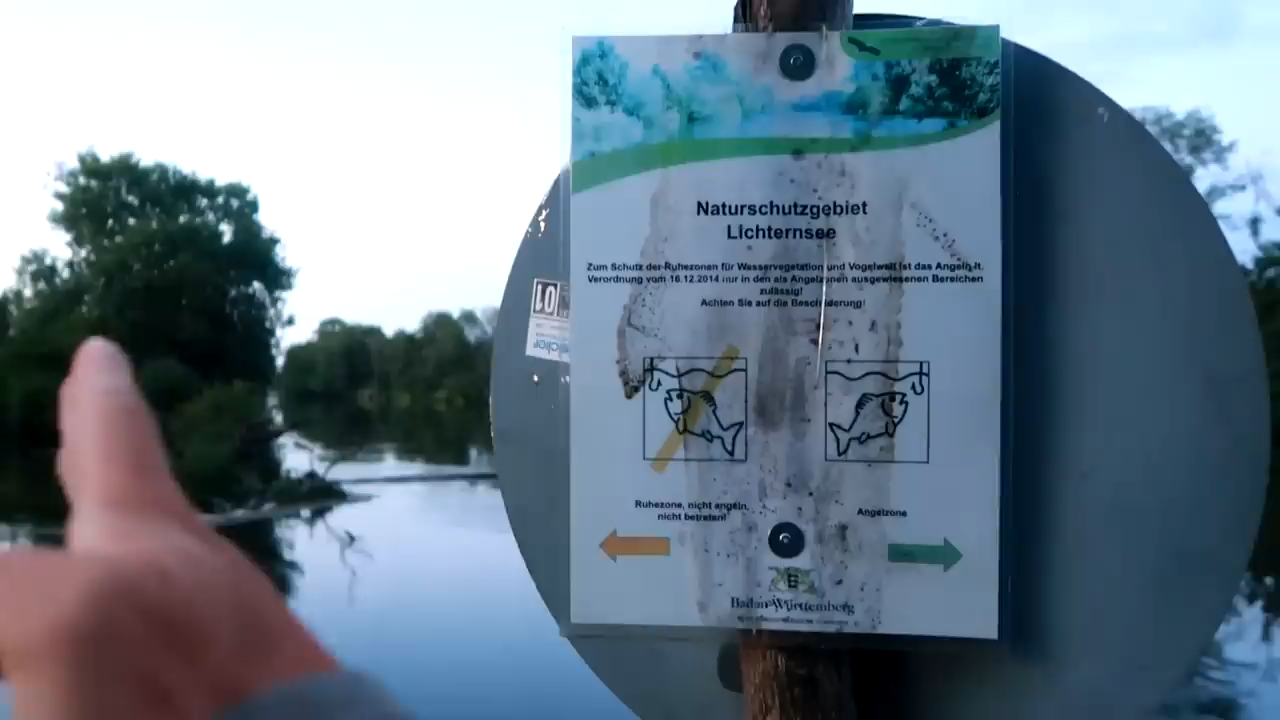 Naturschutzgebiet
Lichternsee
Zum Schutz der Ruhezonen für Wasservegetation und Vogelwelt ist das Angeln lt.
Verordnung vom 16.12.2014 nur in den als Angelzonen ausgewiesenen Bereichen
zulässig!
Achten Sie auf die Beschilderung!
Ruhezone, nicht angeln,
nicht betreten!
Angelzone
Baden-Württemberg
01